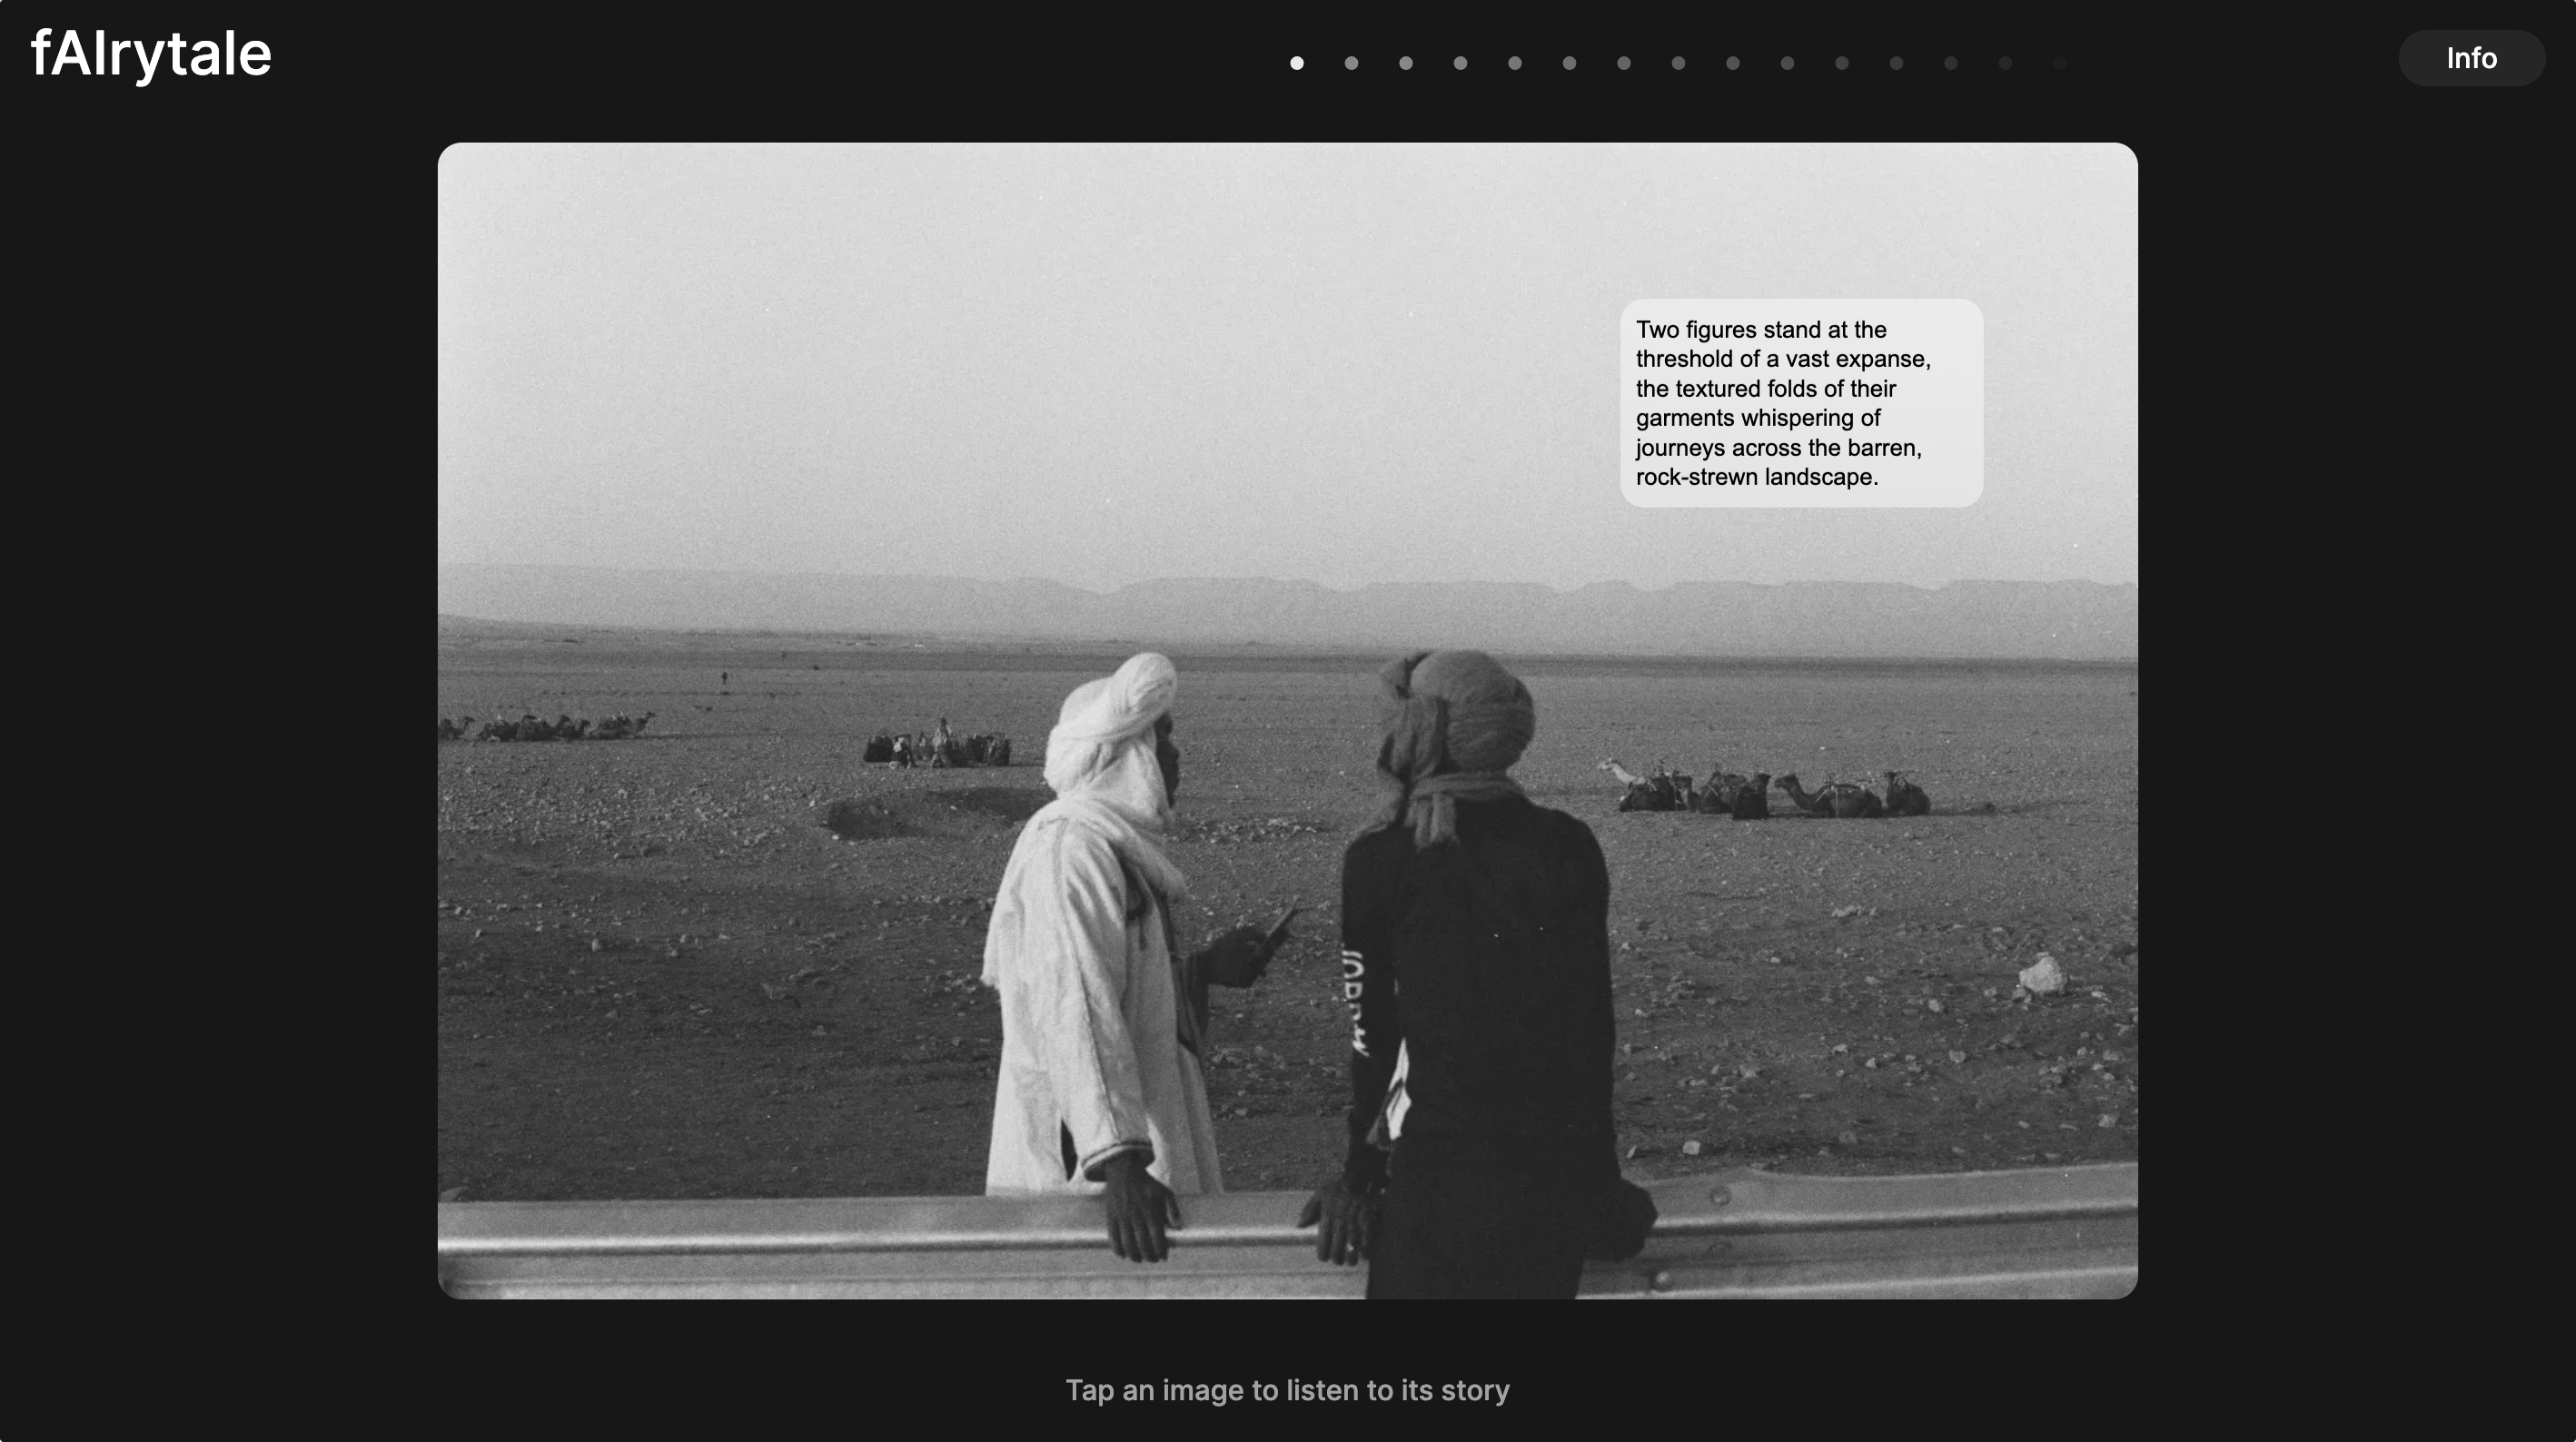 fAIrytale
Info
Two figures stand at the
threshold of a vast expanse,
the textured folds of their
garments whispering of
journeys across the barren,
rock-strewn landscape.
Tap an image to listen to its story